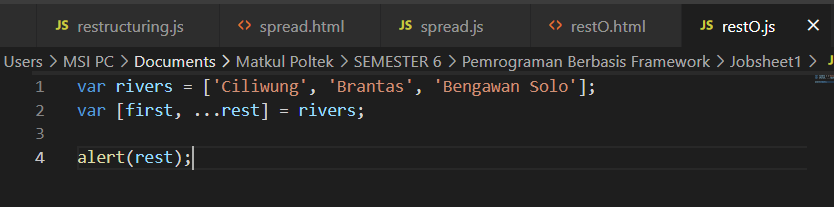 JS restructuring.js <> spread.html JS spread.js <> restO.html JS restO.js ×
Users > MSI PC > Documents > Matkul Poltek > SEMESTER 6 > Pemrograman Berbasis Framework > Jobsheet1 >
1 var rivers = ['Ciliwung', 'Brantas', 'Bengawan Solo'];
2 var [first, ...rest] = rivers;
3
4 alert(rest);